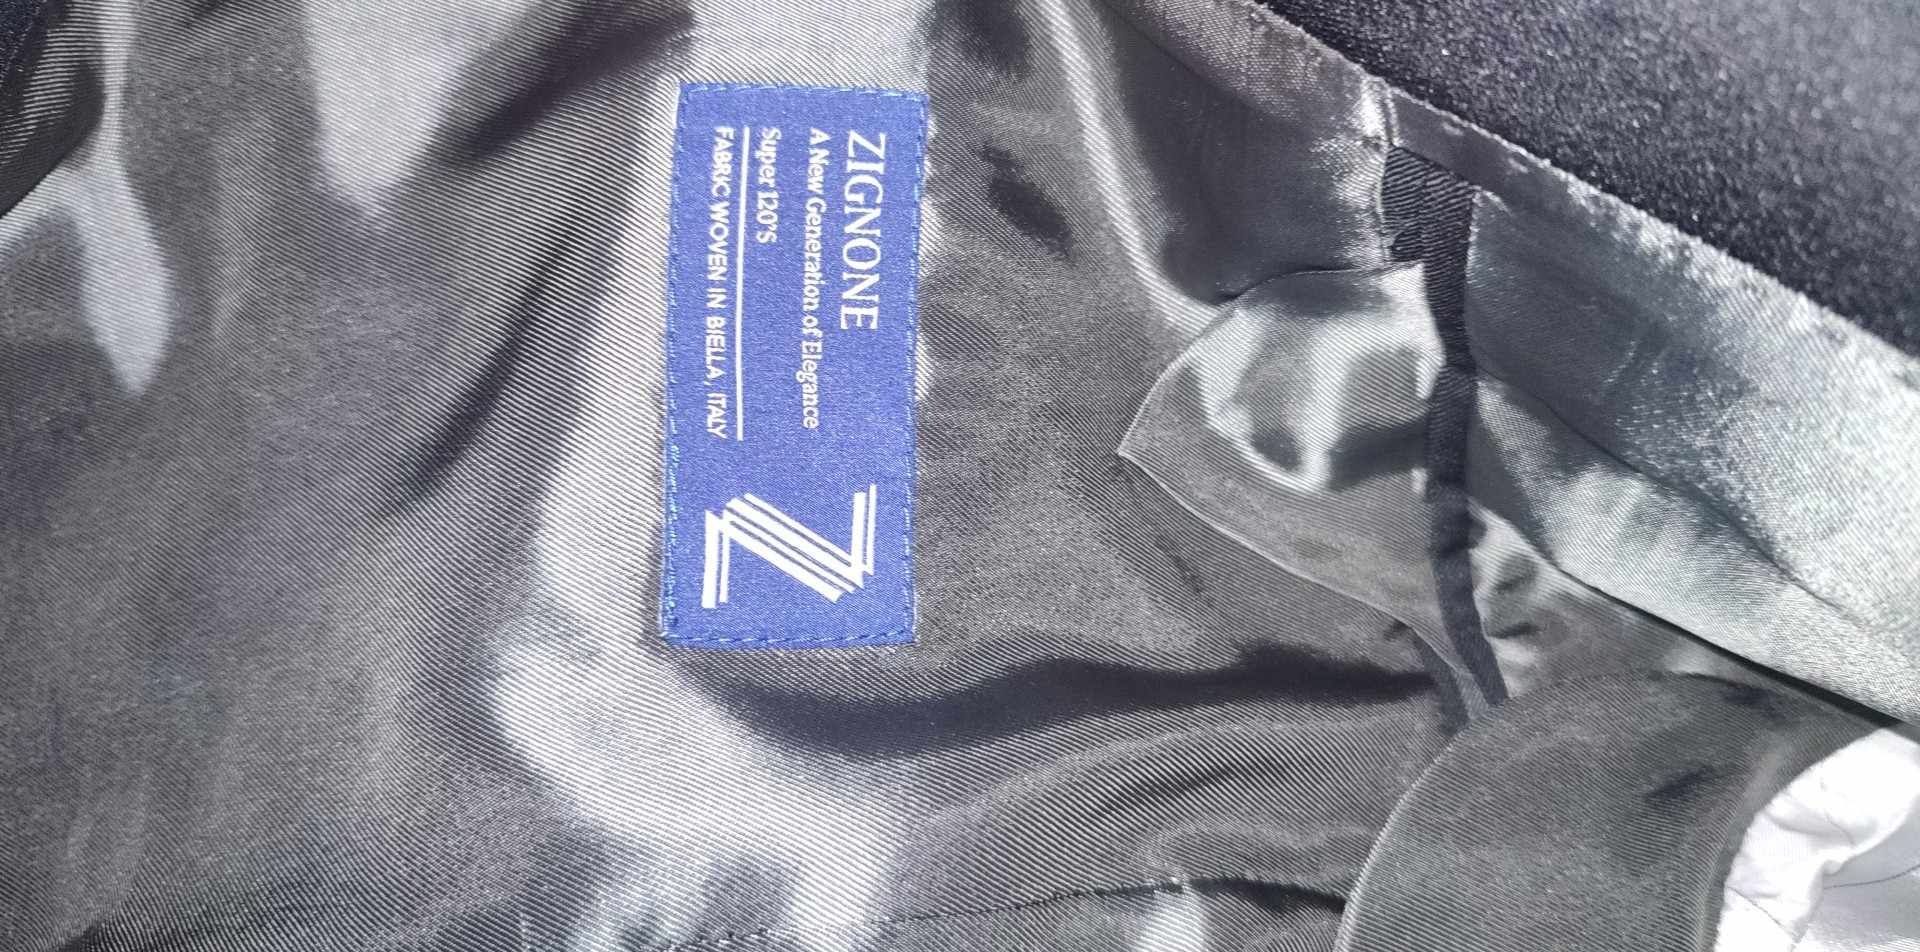 ZIGNONE
A New Generation of Elegance
Super 120'S
FABRIC WOVEN IN BIELLA, ITALY
Z